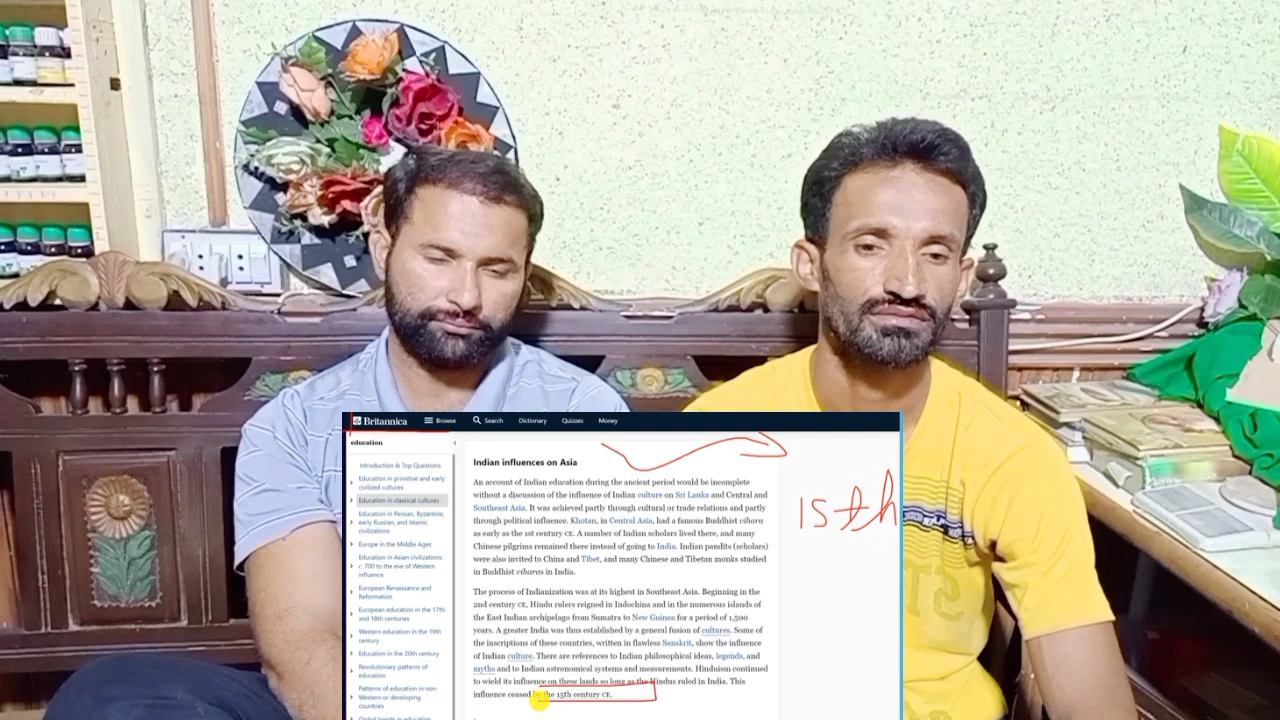 Britannica Browse Search Dictionary Quizzes Money
education
Introduction & Top Questions
Education in primitive and early
civilized cultures
Education in classical cultures
Education in Persian, Byzantine,
early Russian, and Islamic
civilizations
Europe in the Middle Ages
Education in Asian civilizations:
c. 700 to the eve of Western
influence
European Renaissance and
Reformation
European education in the 17th
and 18th centuries
Western education in the 19th
century
Education in the 20th century
Revolutionary patterns of
education
Patterns of education in non-
Western or developing
countries
Global trends in education
Indian influences on Asia
An account of Indian education during the ancient period would be incomplete
without a discussion of the influence of Indian culture on Sri Lanka and Central and
Southeast Asia. It was achieved partly through cultural or trade relations and partly
through political influence. Khotan, in Central Asia, had a famous Buddhist vihara
as early as the 1st century CE. A number of Indian scholars lived there, and many
Chinese pilgrims remained there instead of going to India. Indian pandits (scholars)
were also invited to China and Tibet, and many Chinese and Tibetan monks studied
in Buddhist viharas in India.
The process of Indianization was at its highest in Southeast Asia. Beginning in the
2nd century CE, Hindu rulers reigned in Indochina and in the numerous islands of
the East Indian archipelago from Sumatra to New Guinea for a period of 1,500
years. A greater India was thus established by a general fusion of cultures. Some of
the inscriptions of these countries, written in flawless Sanskrit, show the influence
of Indian culture. There are references to Indian philosophical ideas, legends, and
myths and to Indian astronomical systems and measurements. Hinduism continued
to wield its influence on these lands so long as the Hindus ruled in India. This
influence ceased by the 15th century CE.
15th